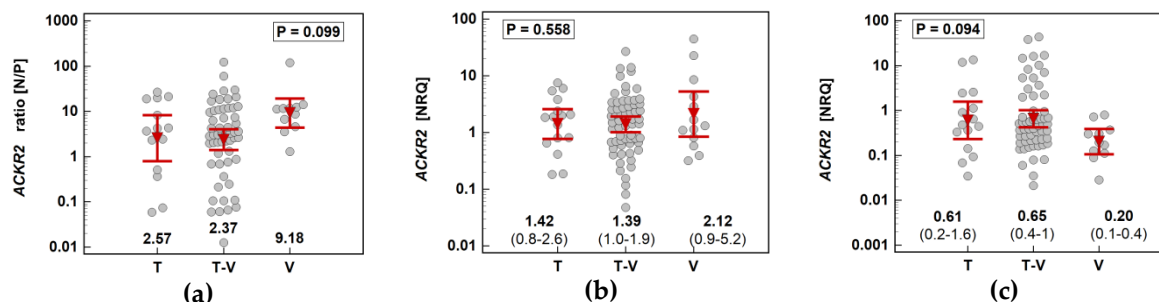 P = 0.099
ACKR2 ratio [N/P]
1000
100
10
1
0.1
0.01
2.57
2.37
9.18
T
T-V
V
(a)
P = 0.558
ACKR2 [NRQ]
100
10
1
0.1
0.01
1.42
(0.8-2.6)
1.39
(1.0-1.9)
2.12
(0.9-5.2)
T
T-V
V
(b)
P = 0.094
ACKR2 [NRQ]
100
10
1
0.1
0.01
0.001
0.61
(0.2-1.6)
0.65
(0.4-1)
0.20
(0.1-0.4)
T
T-V
V
(c)